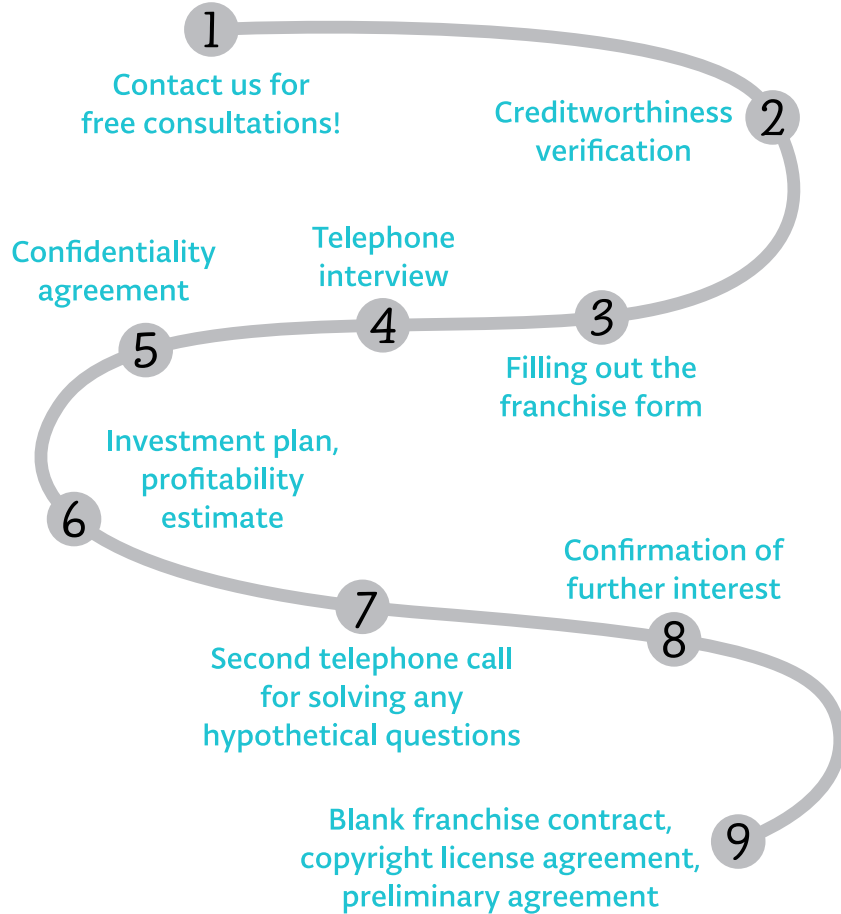 1
Contact us for
free consultations!
2
Creditworthiness
verification
3
Filling out the
franchise form
4
Telephone
interview
5
Confidentiality
agreement
6
Investment plan,
profitability
estimate
7
Second telephone call
for solving any
hypothetical questions
8
Confirmation of
further interest
9
Blank franchise contract,
copyright license agreement,
preliminary agreement